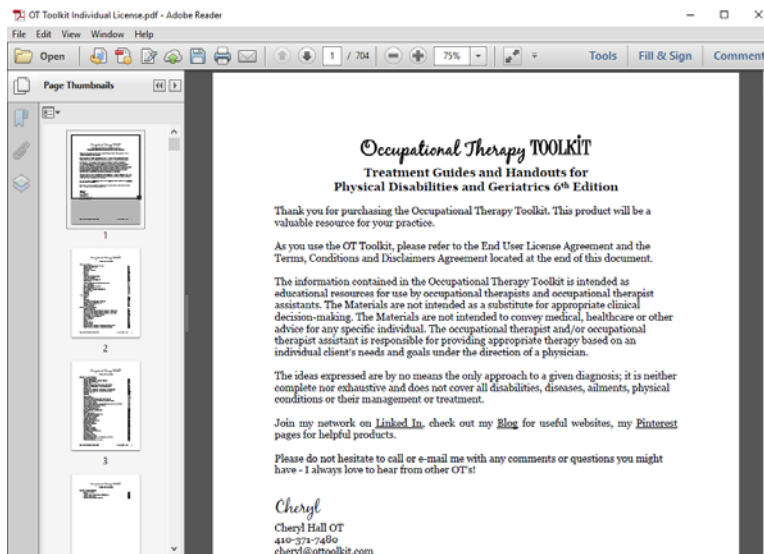 OT Toolkit Individual License.pdf - Adobe Reader
File Edit View Window Help
Open 1 / 704 75% Tools Fill & Sign Comment
Page Thumbnails
1
2
3
Occupational Therapy TOOLKIT
Treatment Guides and Handouts for
Physical Disabilities and Geriatrics 6th Edition
Thank you for purchasing the Occupational Therapy Toolkit. This product will be a
valuable resource for your practice.
As you use the OT Toolkit, please refer to the End User License Agreement and the
Terms, Conditions and Disclaimers Agreement located at the end of this document.
The information contained in the Occupational Therapy Toolkit is intended as
educational resources for use by occupational therapists and occupational therapist
assistants. The Materials are not intended as a substitute for appropriate clinical
decision-making. The Materials are not intended to convey medical, healthcare or other
advice for any specific individual. The occupational therapist and/or occupational
therapist assistant is responsible for providing appropriate therapy based on an
individual client's needs and goals under the direction of a physician.
The ideas expressed are by no means the only approach to a given diagnosis; it is neither
complete nor exhaustive and does not cover all disabilities, diseases, ailments, physical
conditions or their management or treatment.
Join my network on Linked In, check out my Blog for useful websites, my Pinterest
pages for helpful products.
Please do not hesitate to call or e-mail me with any comments or questions you might
have - I always love to hear from other OT's!
Cheryl
Cheryl Hall OT
410-371-7480
cheryl@ottoolkit.com